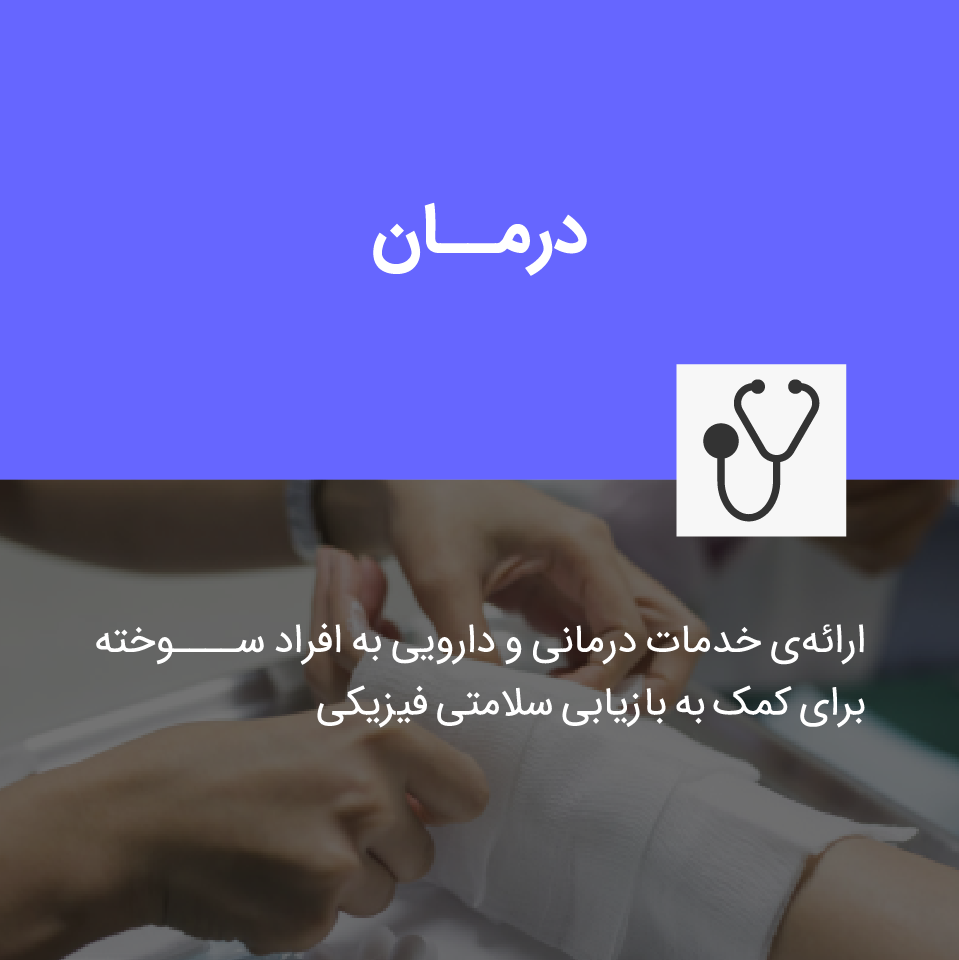 درمـــان
ارائه‌ی خدمات درمانی و دارویی به افراد ســـــوخته
برای کمک به بازیابی سلامتی فیزیکی